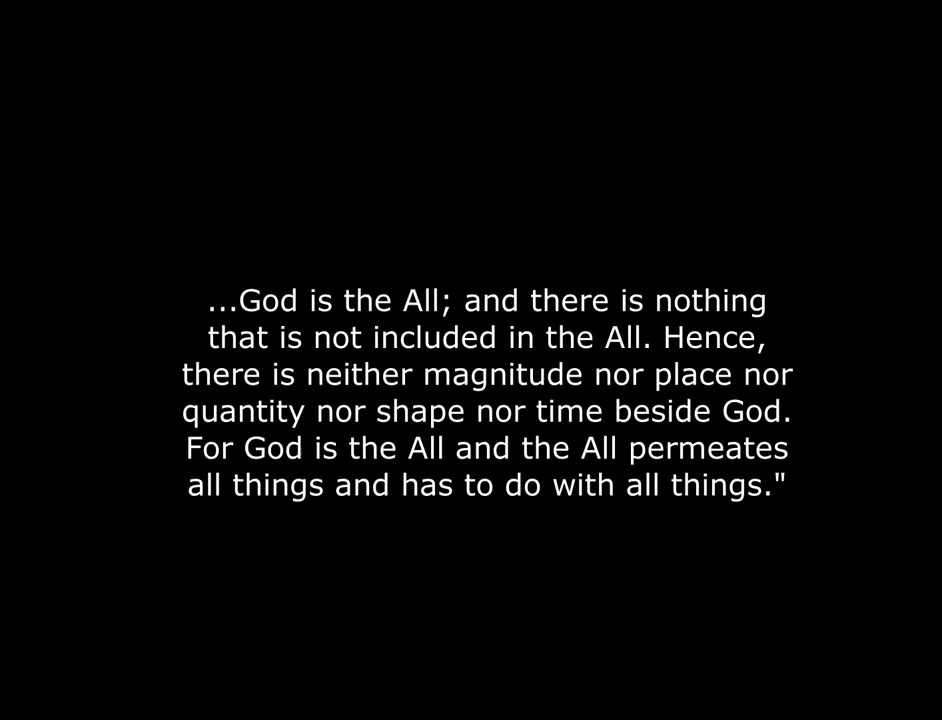 ...God is the All; and there is nothing
that is not included in the All. Hence,
there is neither magnitude nor place nor
quantity nor shape nor time beside God.
For God is the All and the All permeates
all things and has to do with all things."